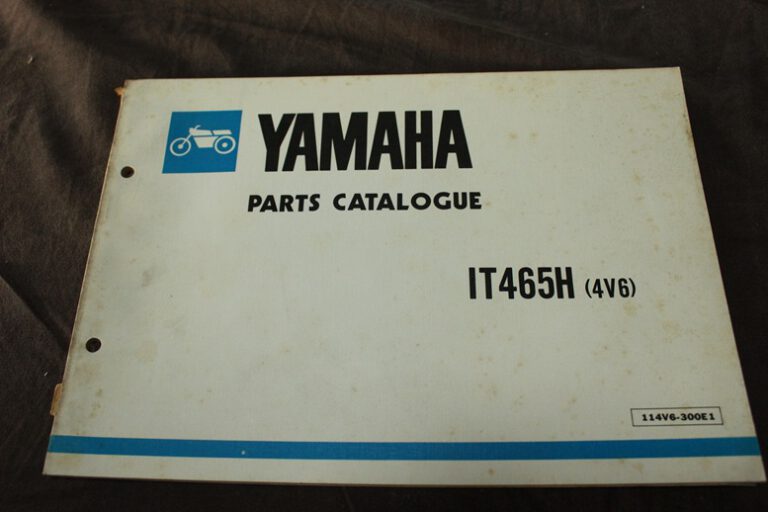 YAMAHA
PARTS CATALOGUE
IT465H (4V6)
114V6-300E1